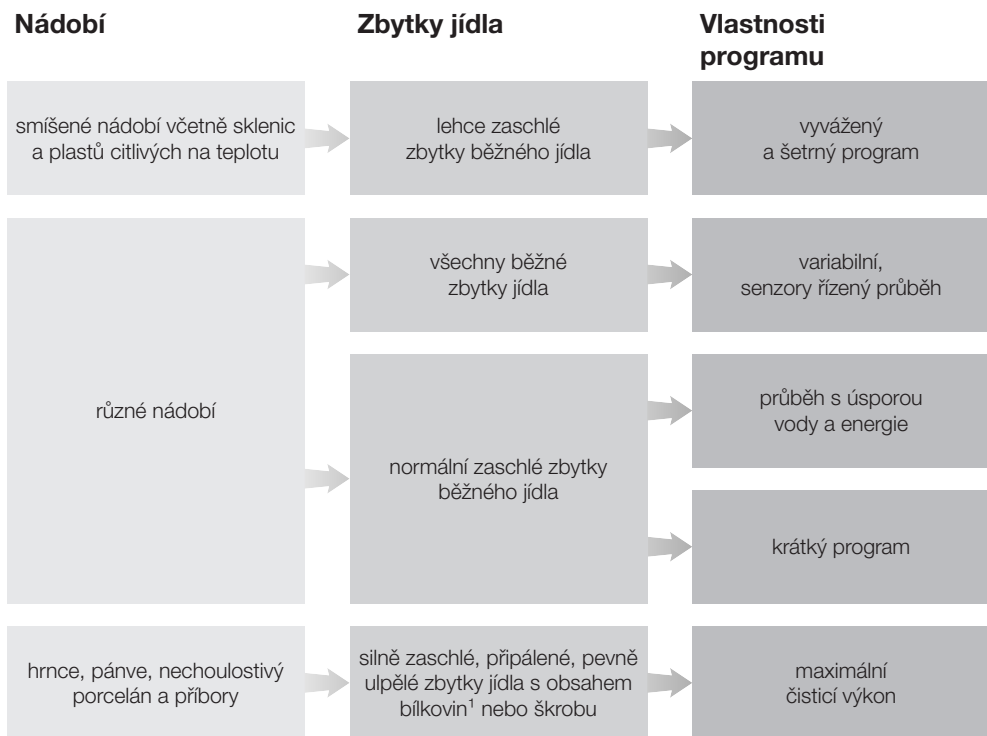 Nádobí
Zbytky jídla
Vlastnosti
programu
smíšené nádobí včetně sklenic
a plastů citlivých na teplotu
lehce zaschlé
zbytky běžného jídla
vyvážený
a šetrný program
různé nádobí
všechny běžné
zbytky jídla
variabilní,
senzory řízený průběh
normální zaschlé zbytky
běžného jídla
průběh s úsporou
vody a energie
krátký program
hrnce, pánve, nechoulostivý
porcelán a příbory
silně zaschlé, připálené, pevně
ulpělé zbytky jídla s obsahem
bílkovin¹ nebo škrobu
maximální
čisticí výkon